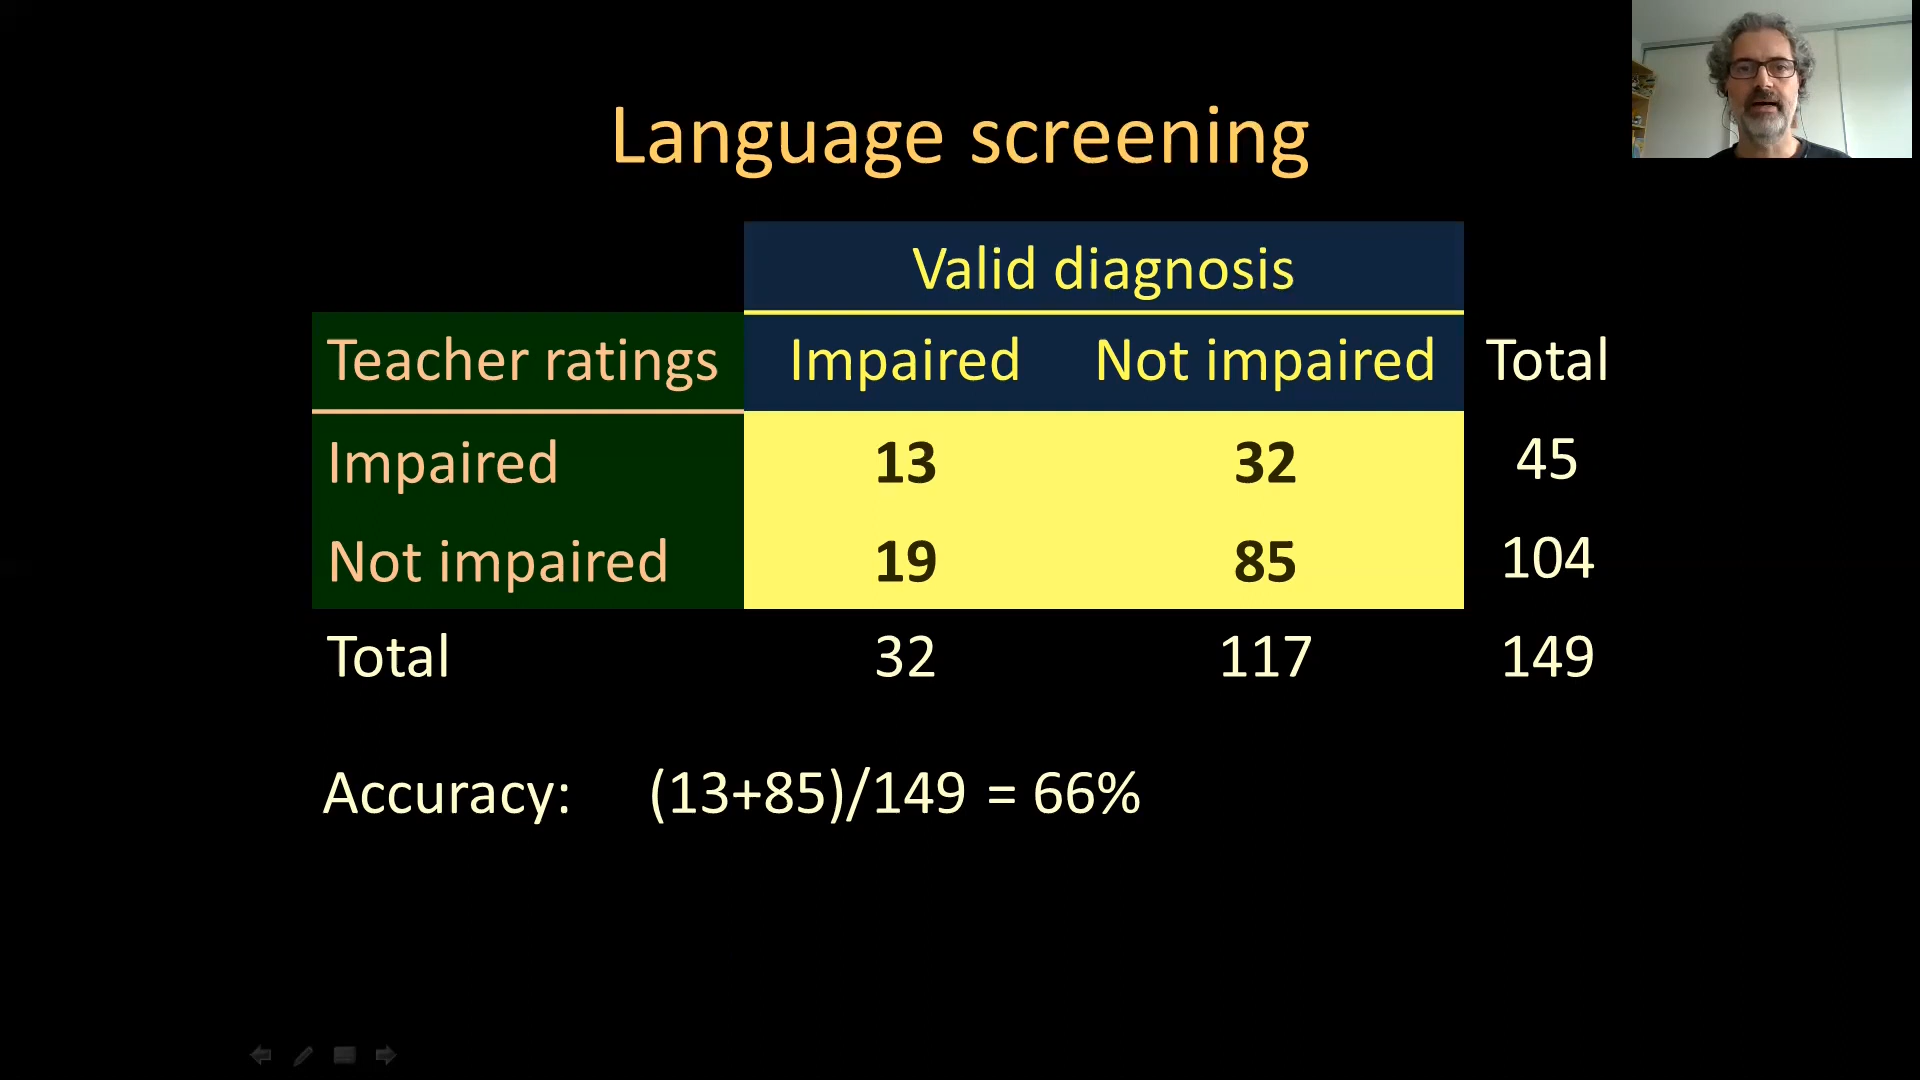 Language screening
Valid diagnosis
Teacher ratings Impaired Not impaired Total
Impaired 13 32 45
Not impaired 19 85 104
Total 32 117 149
Accuracy: (13+85)/149 = 66%